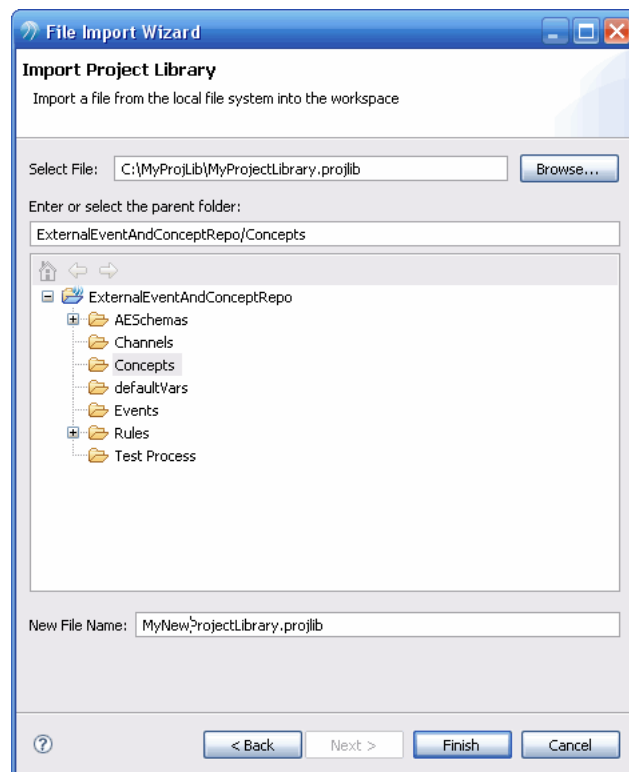 File Import Wizard
Import Project Library
Import a file from the local file system into the workspace
Select File: C:\MyProjLib\MyProjectLibrary.projlib Browse...
Enter or select the parent folder:
ExternalEventAndConceptRepo/Concepts
ExternalEventAndConceptRepo
AESchemas
Channels
Concepts
defaultVars
Events
Rules
Test Process
New File Name: MyNewProjectLibrary.projlib
? < Back Next > Finish Cancel